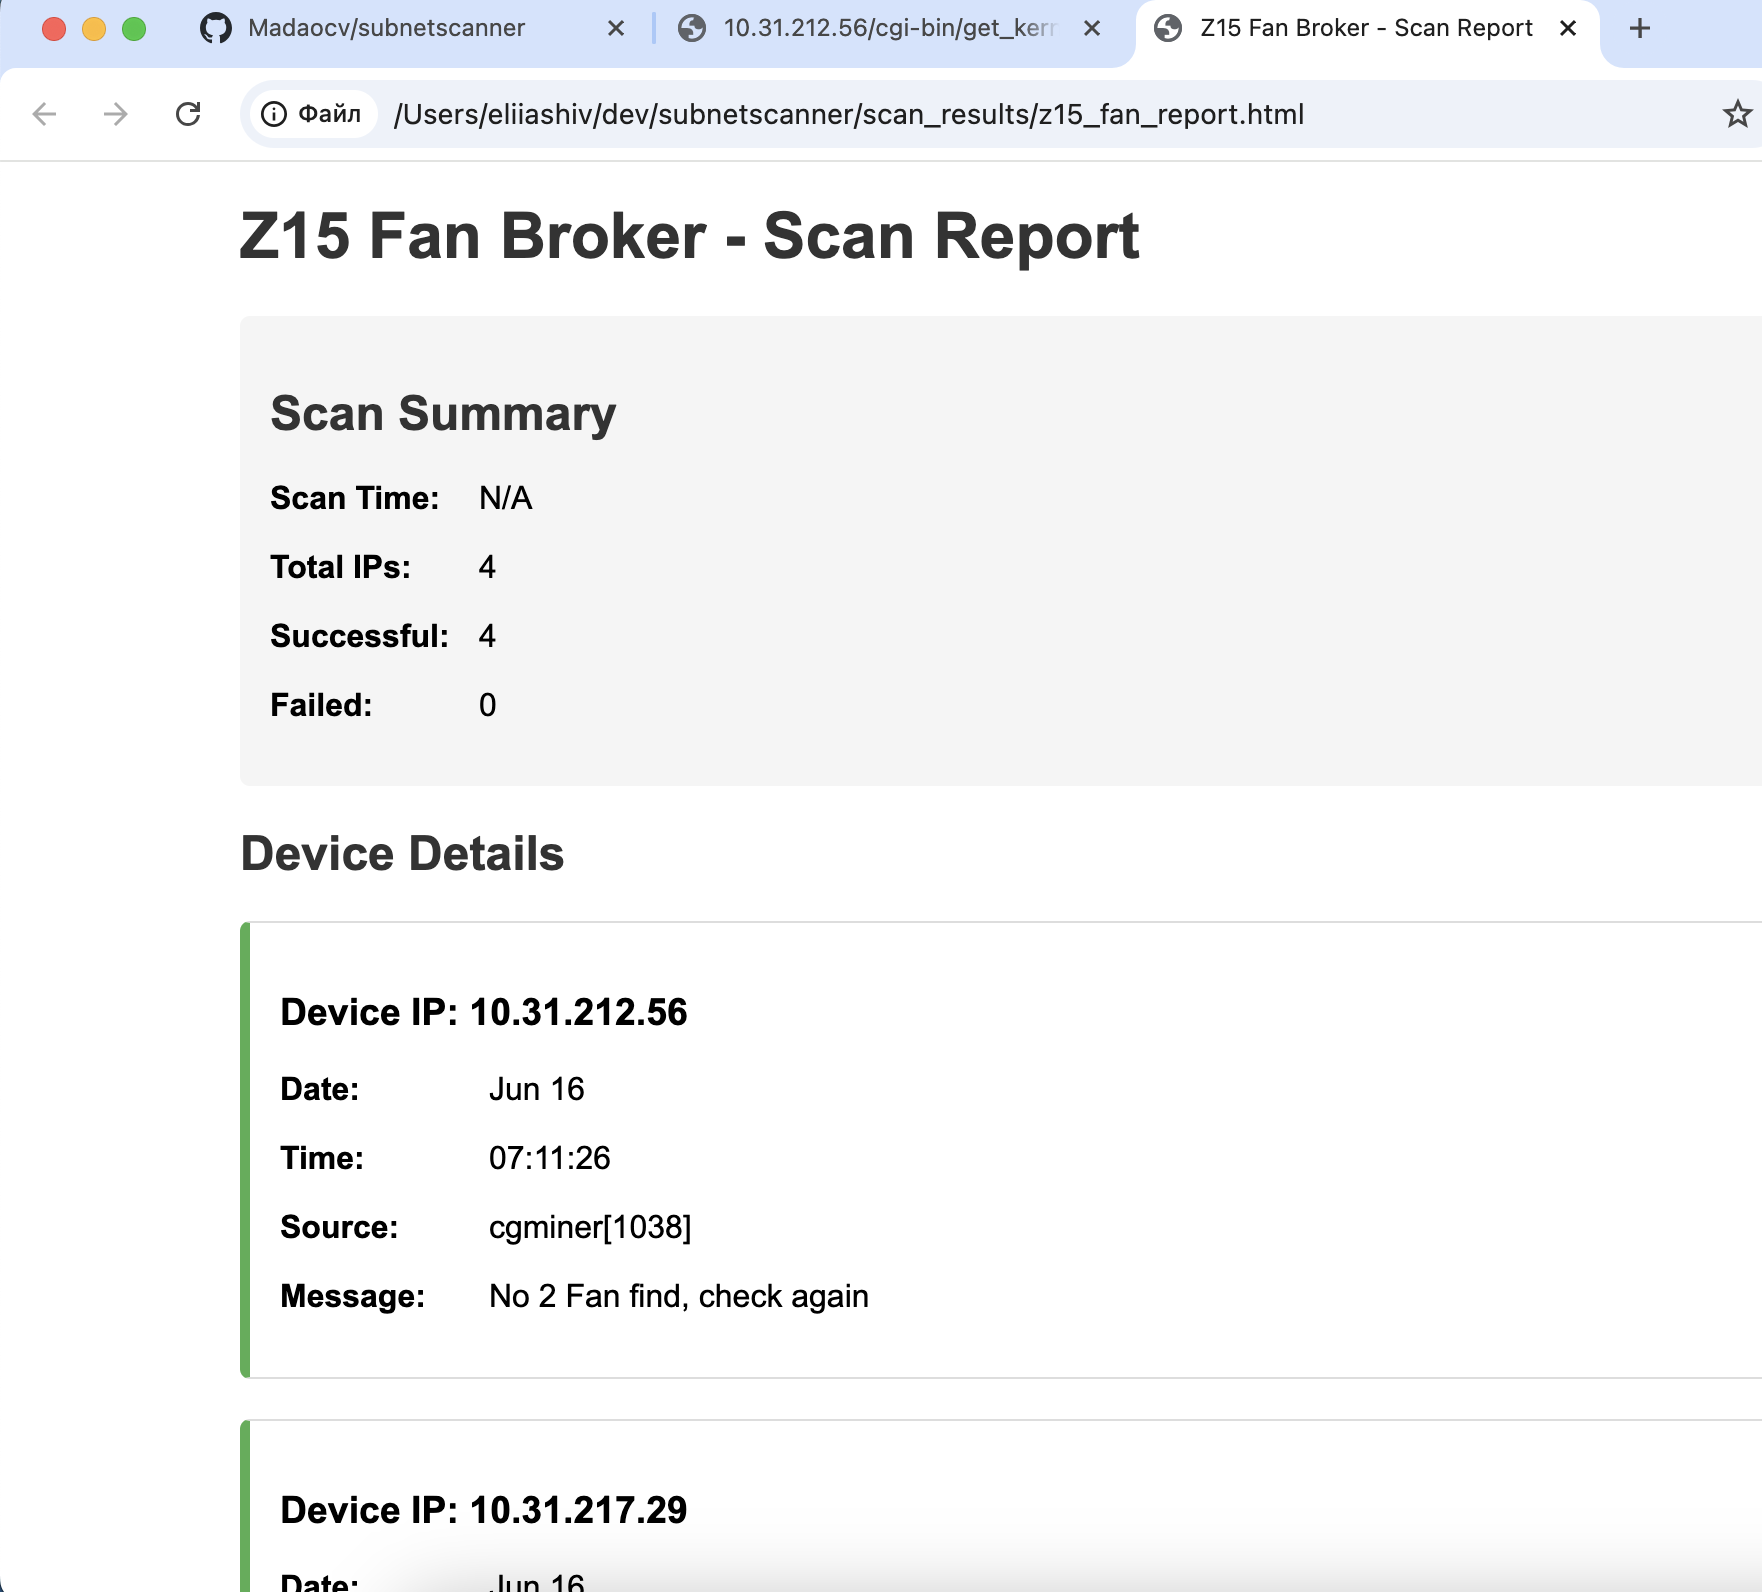 Madaocv/subnetscanner
10.31.212.56/cgi-bin/get_kern
Z15 Fan Broker - Scan Report
Файл
/Users/eliiashiv/dev/subnetscanner/scan_results/z15_fan_report.html
Z15 Fan Broker - Scan Report
Scan Summary
Scan Time: N/A
Total IPs: 4
Successful: 4
Failed: 0
Device Details
Device IP: 10.31.212.56
Date: Jun 16
Time: 07:11:26
Source: cgminer[1038]
Message: No 2 Fan find, check again
Device IP: 10.31.217.29
Date: Jun 16